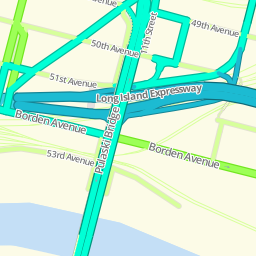 11th Street
49th Avenue
50th Avenue
51st Avenue
Long Island Expressway
Borden Avenue
Pulaski Bridge
Borden Avenue
53rd Avenue